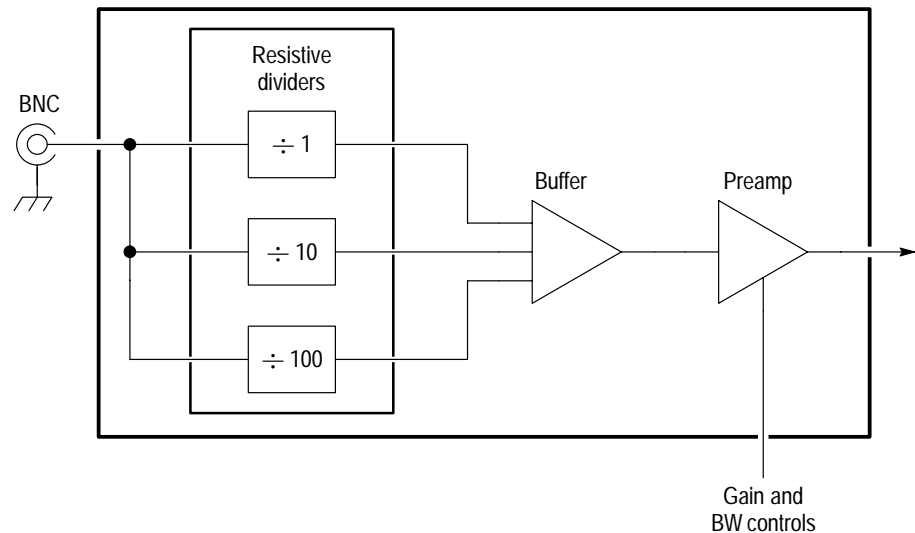 Resistive
dividers
BNC
÷ 1
Buffer
Preamp
÷ 10
÷ 100
Gain and
BW controls